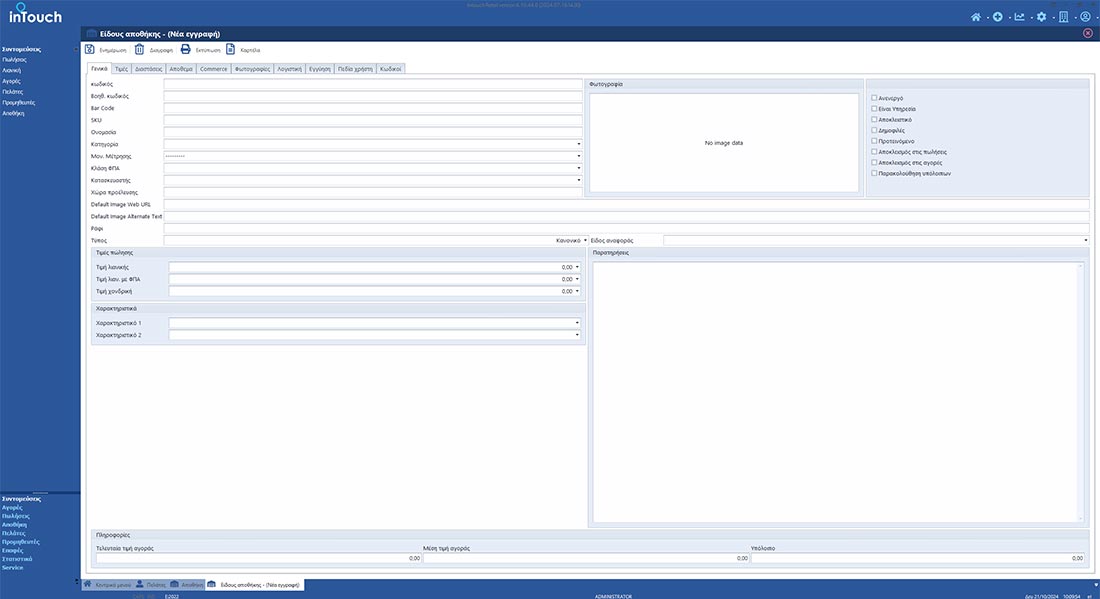 inTouch
inTouch Retail version 6.10.44.0 (2024.07.16.14.00)
Είδους αποθήκης - (Νέα εγγραφή)
Ενημέρωση Διαγραφή Εκτύπωση Καρτέλα
Συντομεύσεις
Πωλήσεις
Λιανική
Αγορές
Πελάτες
Προμηθευτές
Αποθήκη
Γενικά Τιμές Διαστάσεις Απόθεμα Commerce Φωτογραφίες Λογιστική Εγγύηση Πεδία χρήστη Κωδικοί
Κωδικός
Βοηθ. κωδικός
Bar Code
SKU
Ονομασία
Κατηγορία
Μον. Μέτρησης ---------
Κλάση ΦΠΑ
Κατασκευαστής
Χώρα προέλευσης
Default Image Web URL
Default Image Alternate Text
Ράφι
Τύπος Κανονικό Είδος αναφοράς
Φωτογραφία
No image data
Ανενεργό
Είναι Υπηρεσία
Αποκλειστικό
Δημοφιλές
Προτεινόμενο
Αποκλεισμός στις πωλήσεις
Αποκλεισμός στις αγορές
Παρακολούθηση υπόλοιπων
Τιμές πώλησης
Τιμή λιανικής 0,00
Τιμή λιαν. με ΦΠΑ 0,00
Τιμή χονδρική 0,00
Χαρακτηριστικά
Χαρακτηριστικό 1
Χαρακτηριστικό 2
Παρατηρήσεις
Πληροφορίες
Τελευταία τιμή αγοράς Μέση τιμή αγοράς Υπόλοιπο
0,00 0,00 0,00
Συντομεύσεις
Αγορές
Πωλήσεις
Αποθήκη
Πελάτες
Προμηθευτές
Επαφές
Στατιστικά
Service
Κεντρικό μενού Πελάτες Αποθήκη Είδους αποθήκης - (Νέα εγγραφή)
CAPS INS Ε:2022 ADMINISTRATOR Δευ 21/10/2024 10:09:54 el